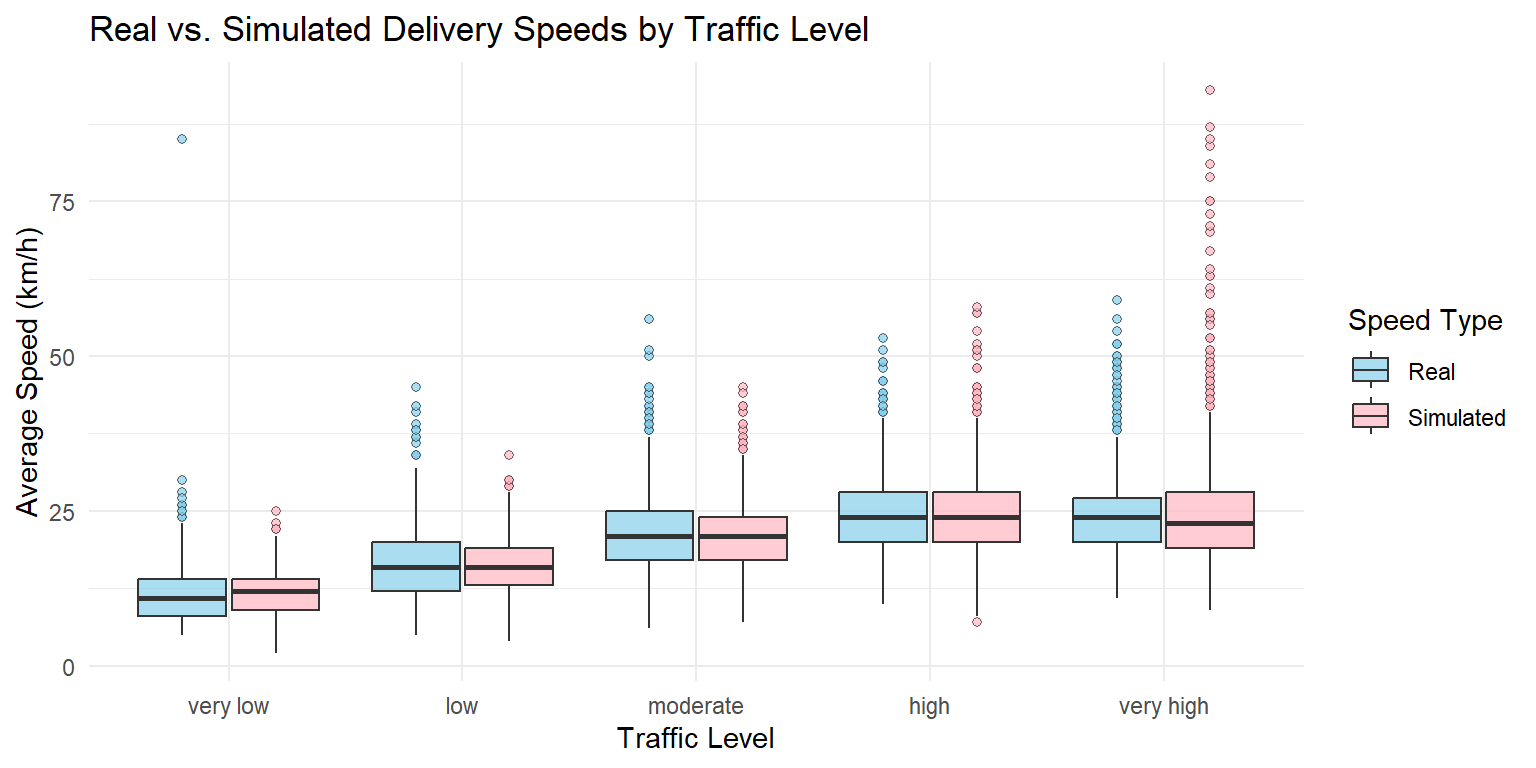 Real vs. Simulated Delivery Speeds by Traffic Level
Average Speed (km/h)
75
50
25
0
very low
low
moderate
high
very high
Traffic Level
Speed Type
Real
Simulated